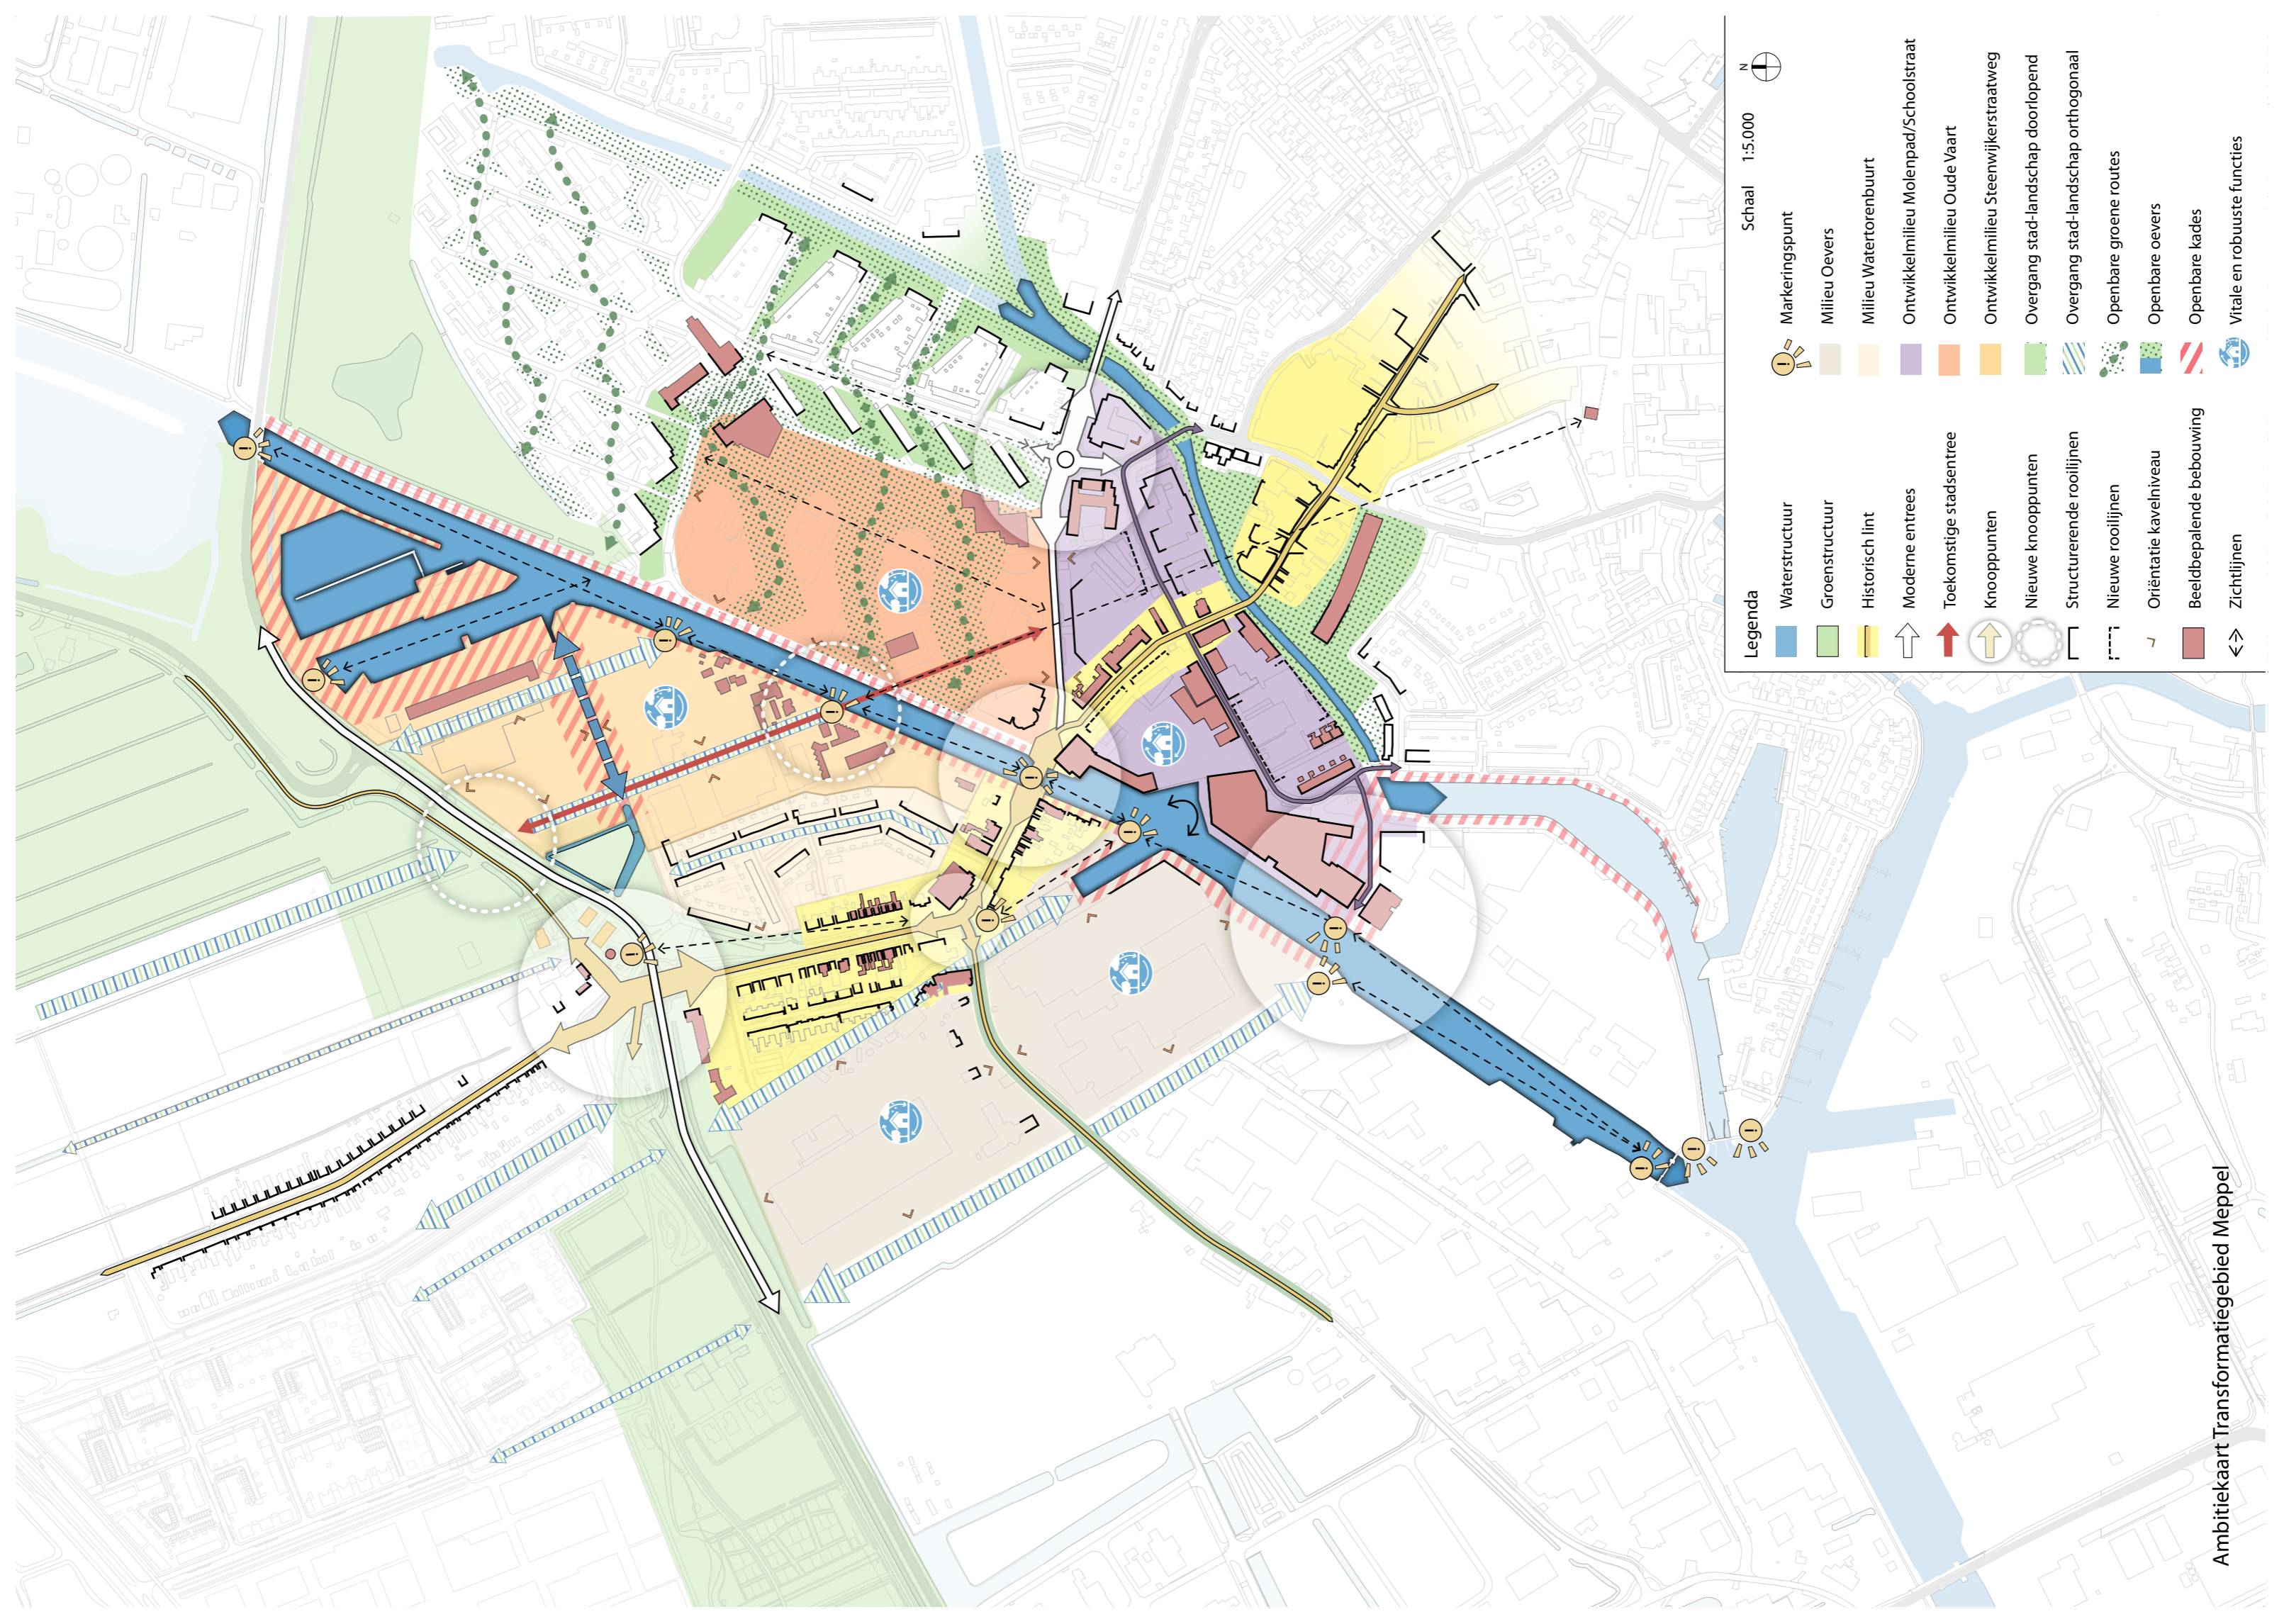 Legenda
Schaal 1:5.000
N
Waterstructuur
Groenstructuur
Historisch lint
Moderne entrees
Toekomstige stadsentree
Knooppunten
Nieuwe knooppunten
Structurerende rooilijnen
Nieuwe rooilijnen
Oriëntatie kavelniveau
Beeldbepalende bebouwing
Zichtlijnen
Markeringspunt
Milieu Oevers
Milieu Watertorenbuurt
Ontwikkelmilieu Molenpad/Schoolstraat
Ontwikkelmilieu Oude Vaart
Ontwikkelmilieu Steenwijkerstraatweg
Overgang stad-landschap doorlopend
Overgang stad-landschap orthogonaal
Openbare groene routes
Openbare oevers
Openbare kades
Vitale en robuuste functies
Ambitiekaart Transformatiegebied Meppel